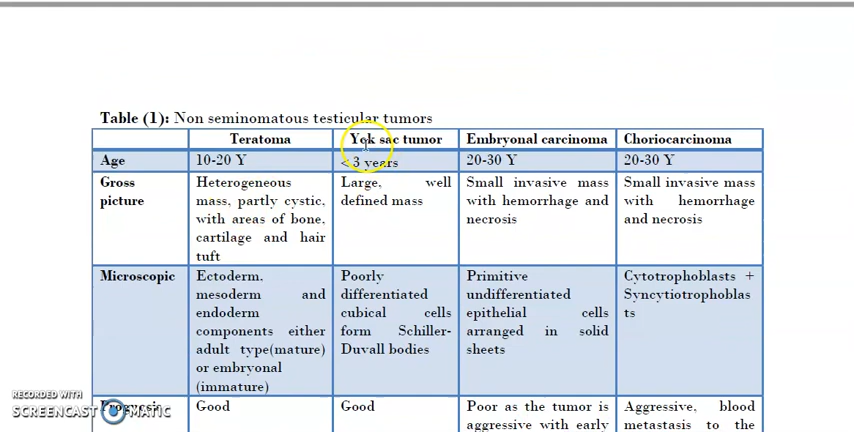 Table (1): Non seminomatous testicular tumors
Teratoma Yok sac tumor Embryonal carcinoma Choriocarcinoma
Age 10-20 Y < 3 years 20-30 Y 20-30 Y
Gross picture
Heterogeneous
mass, partly cystic,
with areas of bone,
cartilage and hair
tuft
Large, well
defined mass
Small invasive mass
with hemorrhage and
necrosis
Small invasive mass
with hemorrhage
and necrosis
Microscopic
Ectoderm,
mesoderm and
endoderm
components either
adult type(mature)
or embryonal
(immature)
Poorly
differentiated
cubical cells
form Schiller-
Duvall bodies
Primitive
undifferentiated
epithelial cells
arranged in solid
sheets
Cytotrophoblasts +
Syncytiotrophoblas
ts
Prognosis
Good
Good
Poor as the tumor is
aggressive with early
Aggressive, blood
metastasis to the
RECORDED WITH
SCREENCAST MATIC